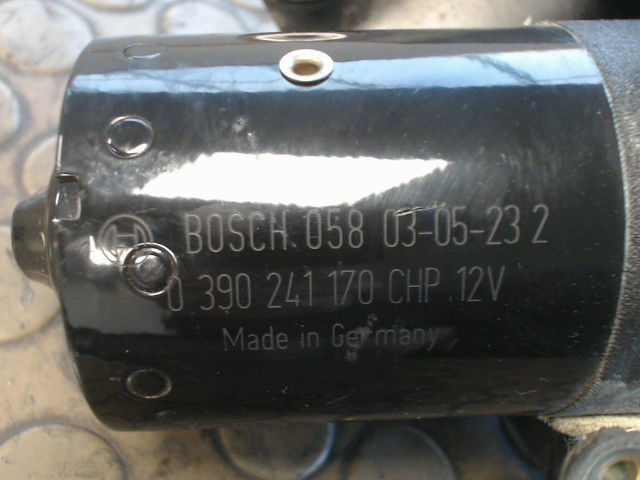 BOSCH 058 03-05-23 2
0 390 241 170 CHP 12V
Made in Germany